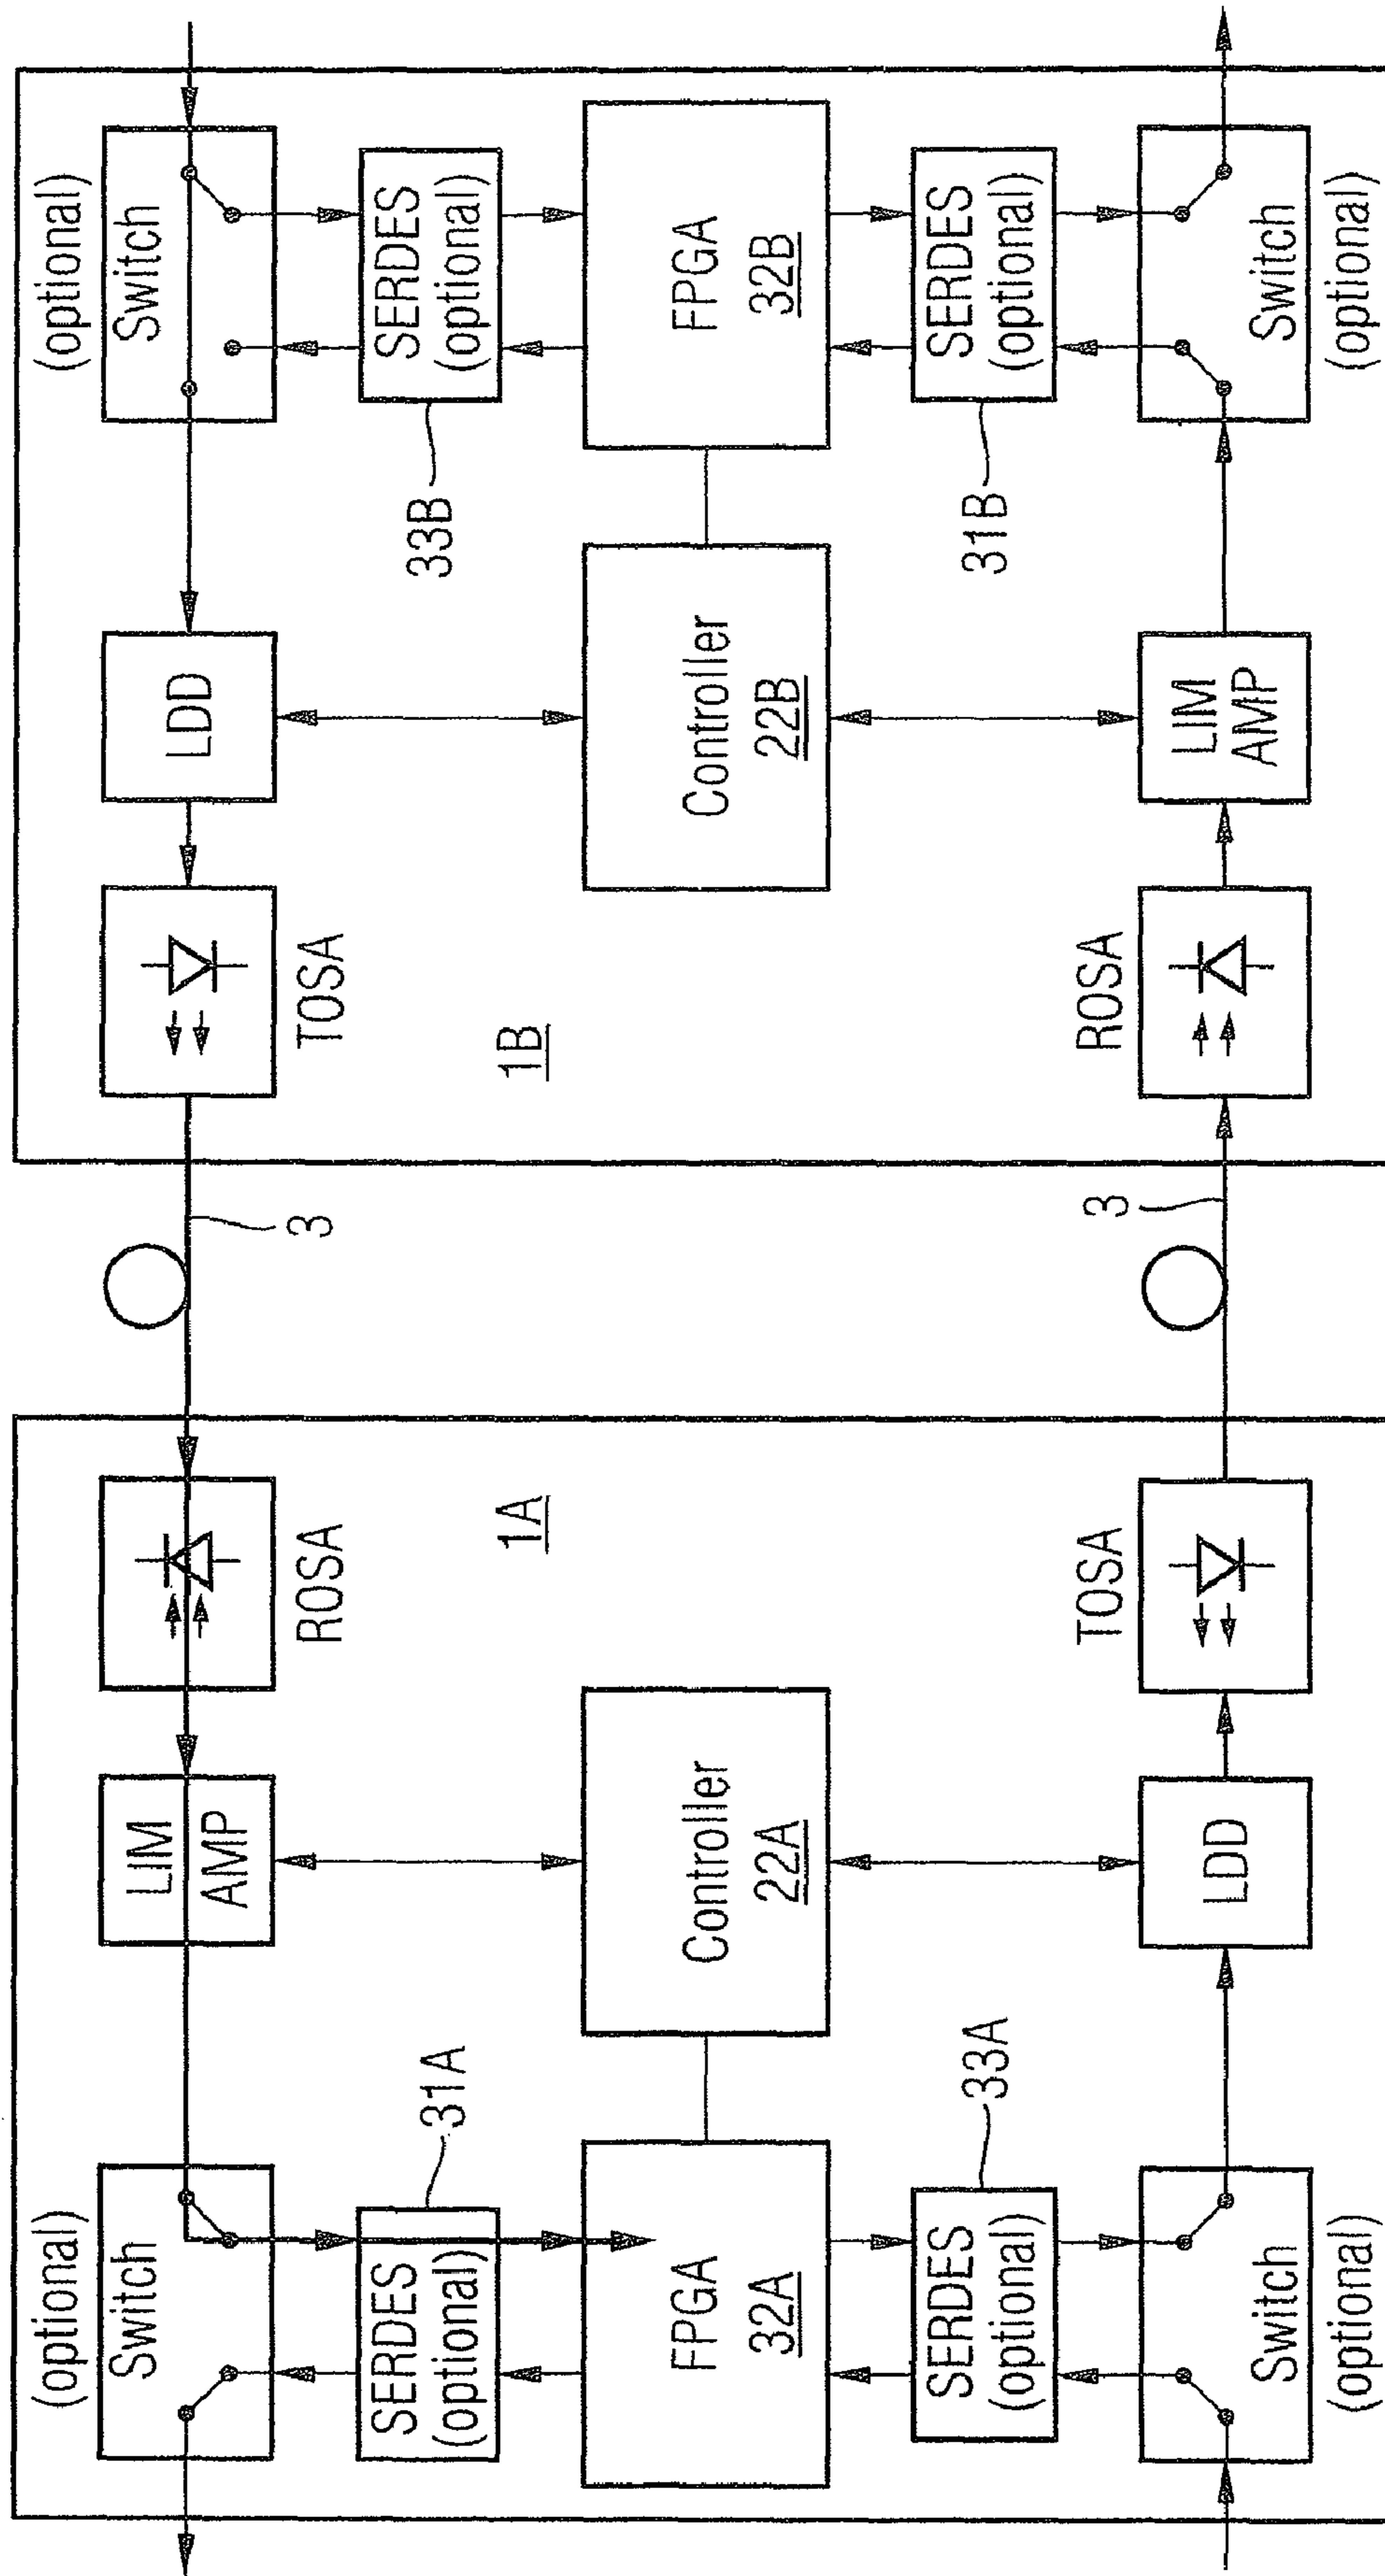 (optional)
Switch
LIM
AMP
ROSA
3
TOSA
LDD
Switch
(optional)
SERDES
(optional)
31A
1A
1B
33B
SERDES
(optional)
FPGA
32A
Controller
22A
Controller
22B
FPGA
32B
SERDES
(optional)
33A
31B
SERDES
(optional)
Switch
(optional)
LDD
TOSA
3
ROSA
LIM
AMP
Switch
(optional)